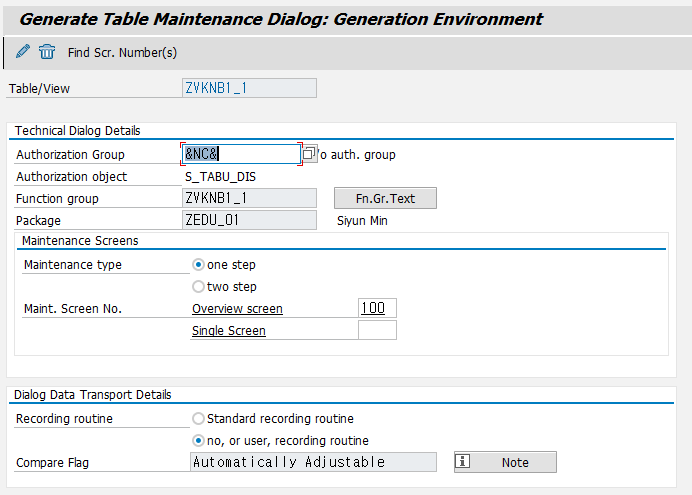 Generate Table Maintenance Dialog: Generation Environment
Find Scr. Number(s)
Table/View ZVKNB1_1
Technical Dialog Details
Authorization Group &NC& /o auth. group
Authorization object S_TABU_DIS
Function group ZVKNB1_1 Fn.Gr.Text
Package ZEDU_01 Siyun Min
Maintenance Screens
Maintenance type one step
two step
Maint. Screen No. Overview screen 100
Single Screen
Dialog Data Transport Details
Recording routine Standard recording routine
no, or user, recording routine
Compare Flag Automatically Adjustable Note